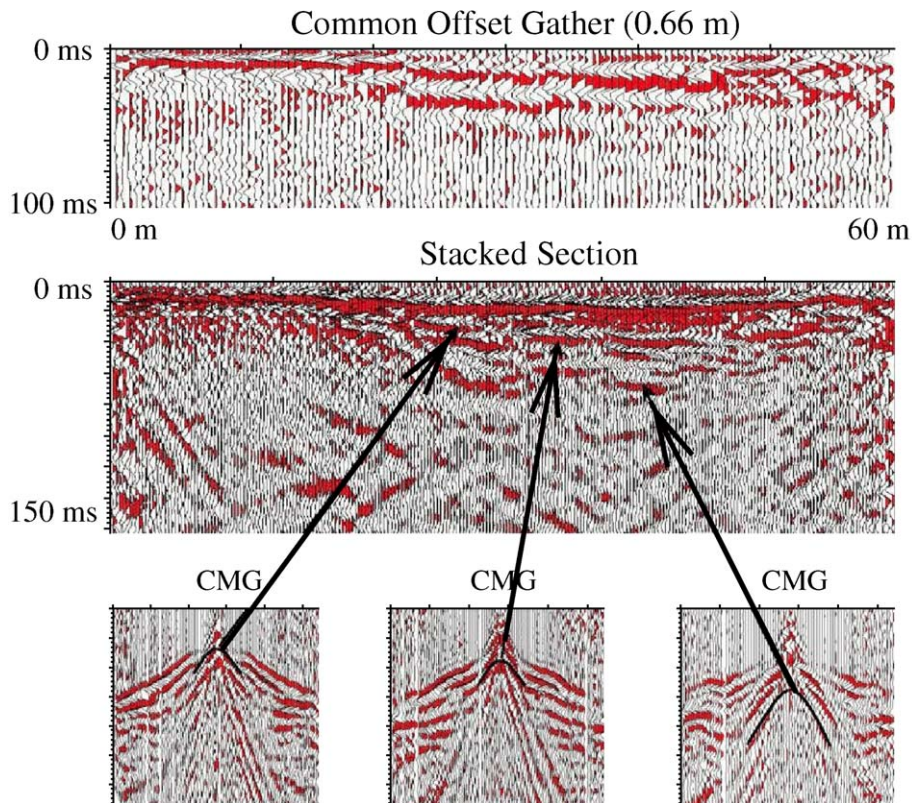 Common Offset Gather (0.66 m)
0 ms
100 ms
0 m 60 m
Stacked Section
0 ms
150 ms
CMG CMG CMG